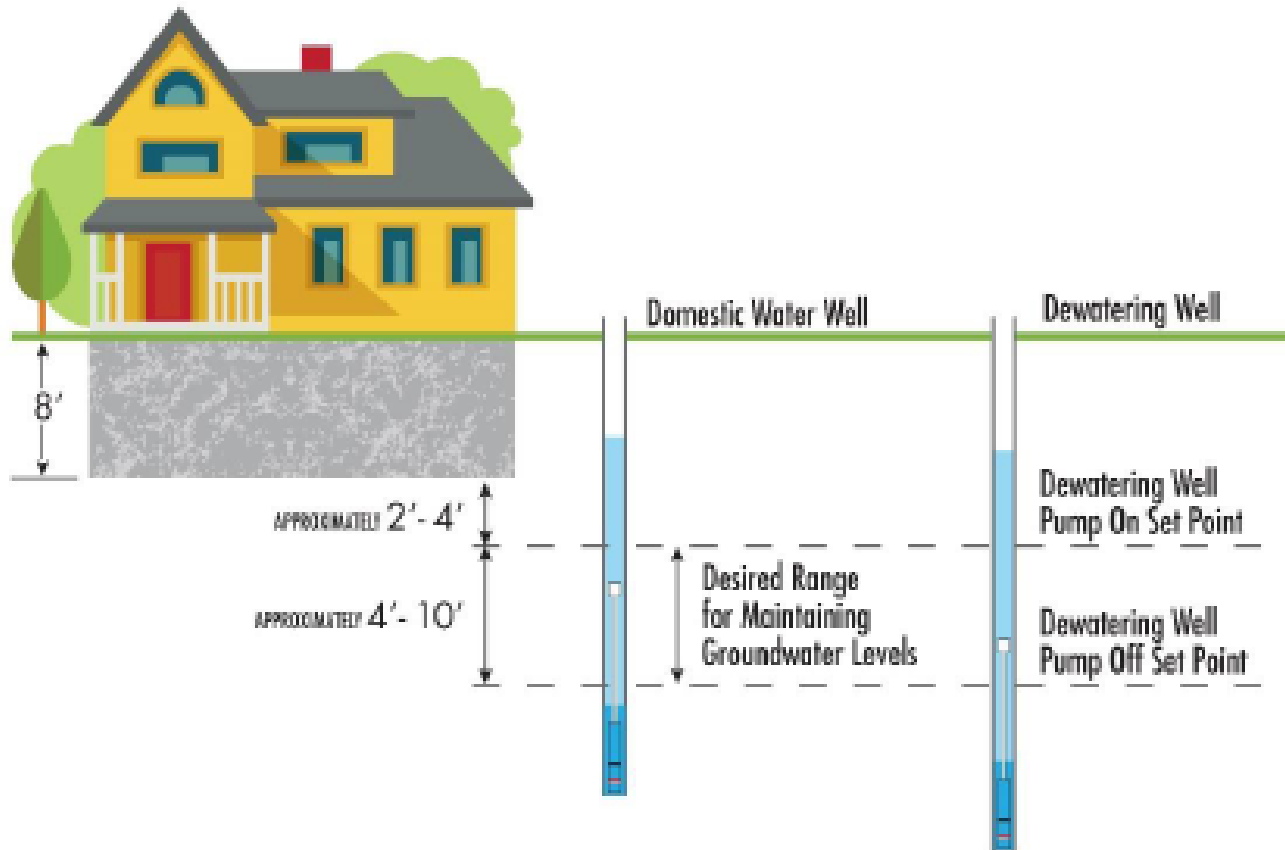 Domestic Water Well
Dewatering Well
8'
APPROXIMATELY 2'- 4'
Dewatering Well
Pump On Set Point
APPROXIMATELY 4'- 10'
Desired Range
for Maintaining
Groundwater Levels
Dewatering Well
Pump Off Set Point